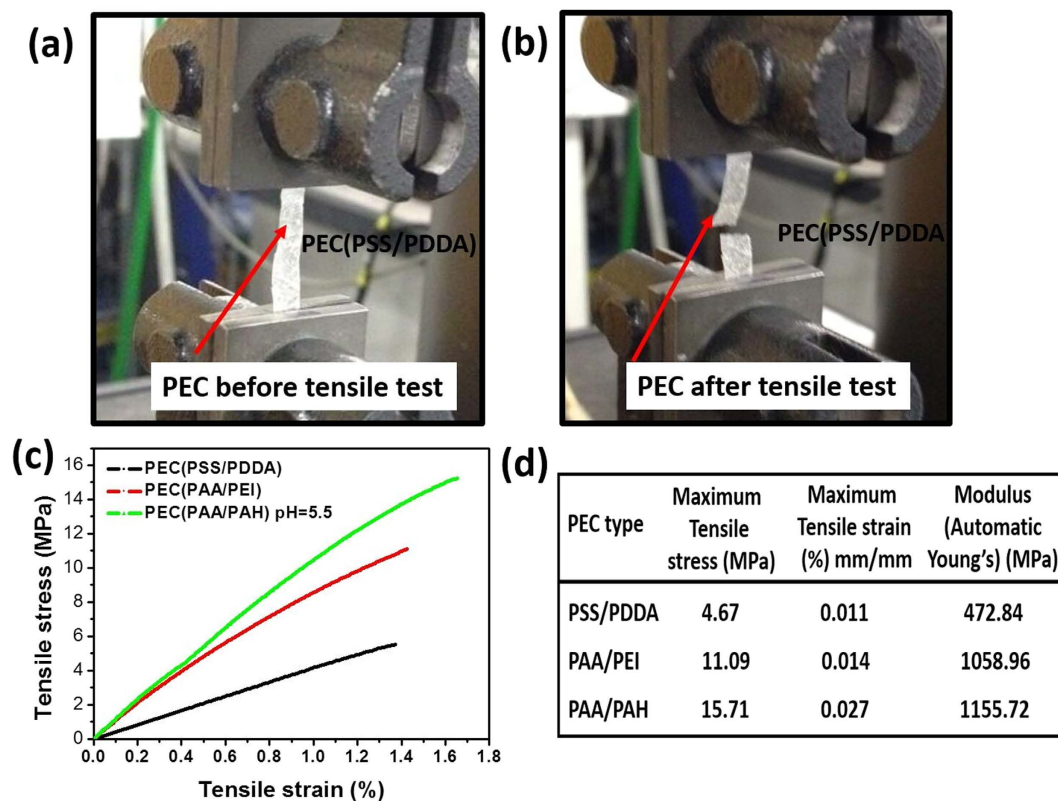 (a)
PEC(PSS/PDDA)
PEC before tensile test
(b)
PEC(PSS/PDDA
PEC after tensile test
(c)
Tensile stress (MPa)
16
14
12
10
8
6
4
2
0
PEC(PSS/PDDA)
PEC(PAA/PEI)
PEC(PAA/PAH) pH=5.5
0.0 0.2 0.4 0.6 0.8 1.0 1.2 1.4 1.6 1.8
Tensile strain (%)
(d)
PEC type
Maximum
Tensile
stress (MPa)
Maximum
Tensile strain
(%) mm/mm
Modulus
(Automatic
Young's) (MPa)
PSS/PDDA 4.67 0.011 472.84
PAA/PEI 11.09 0.014 1058.96
PAA/PAH 15.71 0.027 1155.72